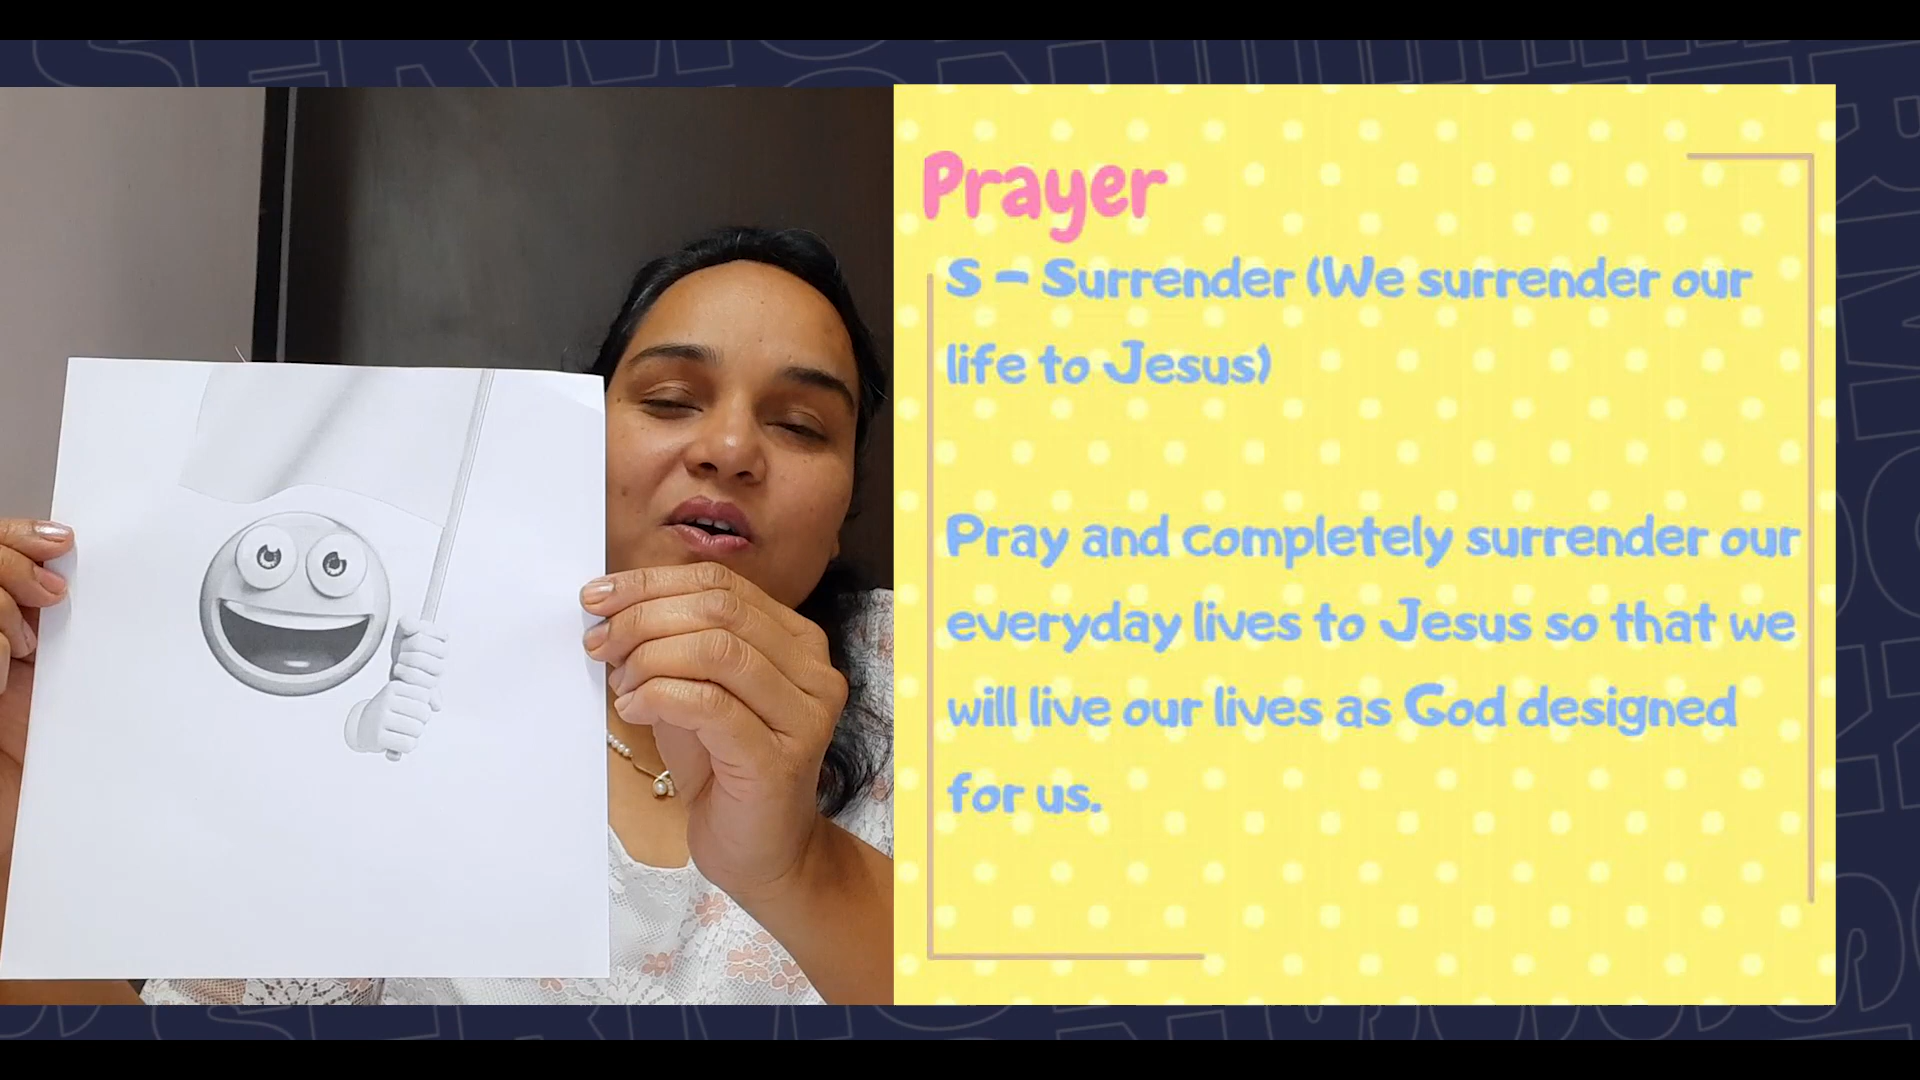 Prayer
S - Surrender (We surrender our
life to Jesus)
Pray and completely surrender our
everyday lives to Jesus so that we
will live our lives as God designed
for us.